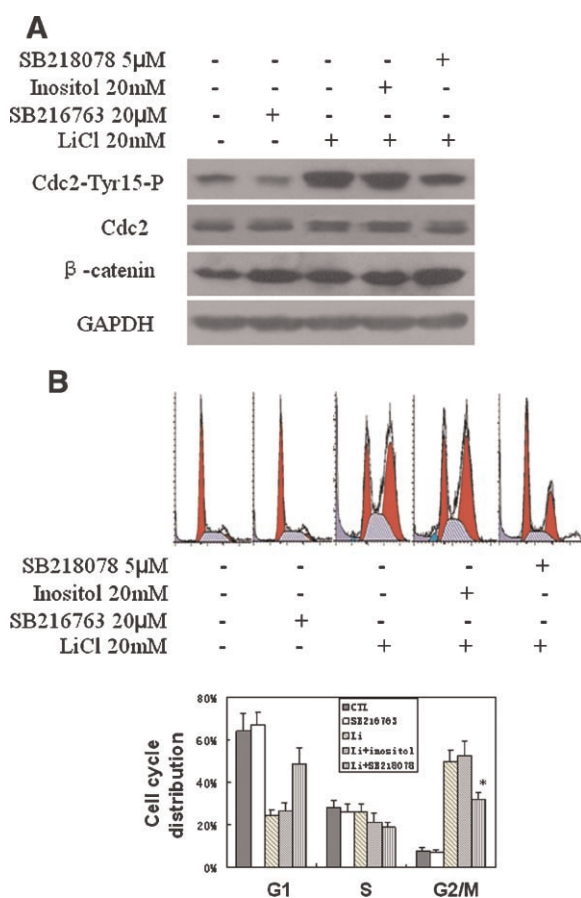 A
SB218078 5μM - - - - +
Inositol 20mM - - - + -
SB216763 20μM - + - - -
LiCl 20mM - - + + +
Cdc2-Tyr15-P
Cdc2
β-catenin
GAPDH
B
SB218078 5μM - - - - +
Inositol 20mM - - - + -
SB216763 20μM - + - - -
LiCl 20mM - - + + +
80%
60%
40%
20%
0%
Cell cycle
distribution
CTL
SB216763
Li
Li+inositol
Li+SB218078
*
G1 S G2/M